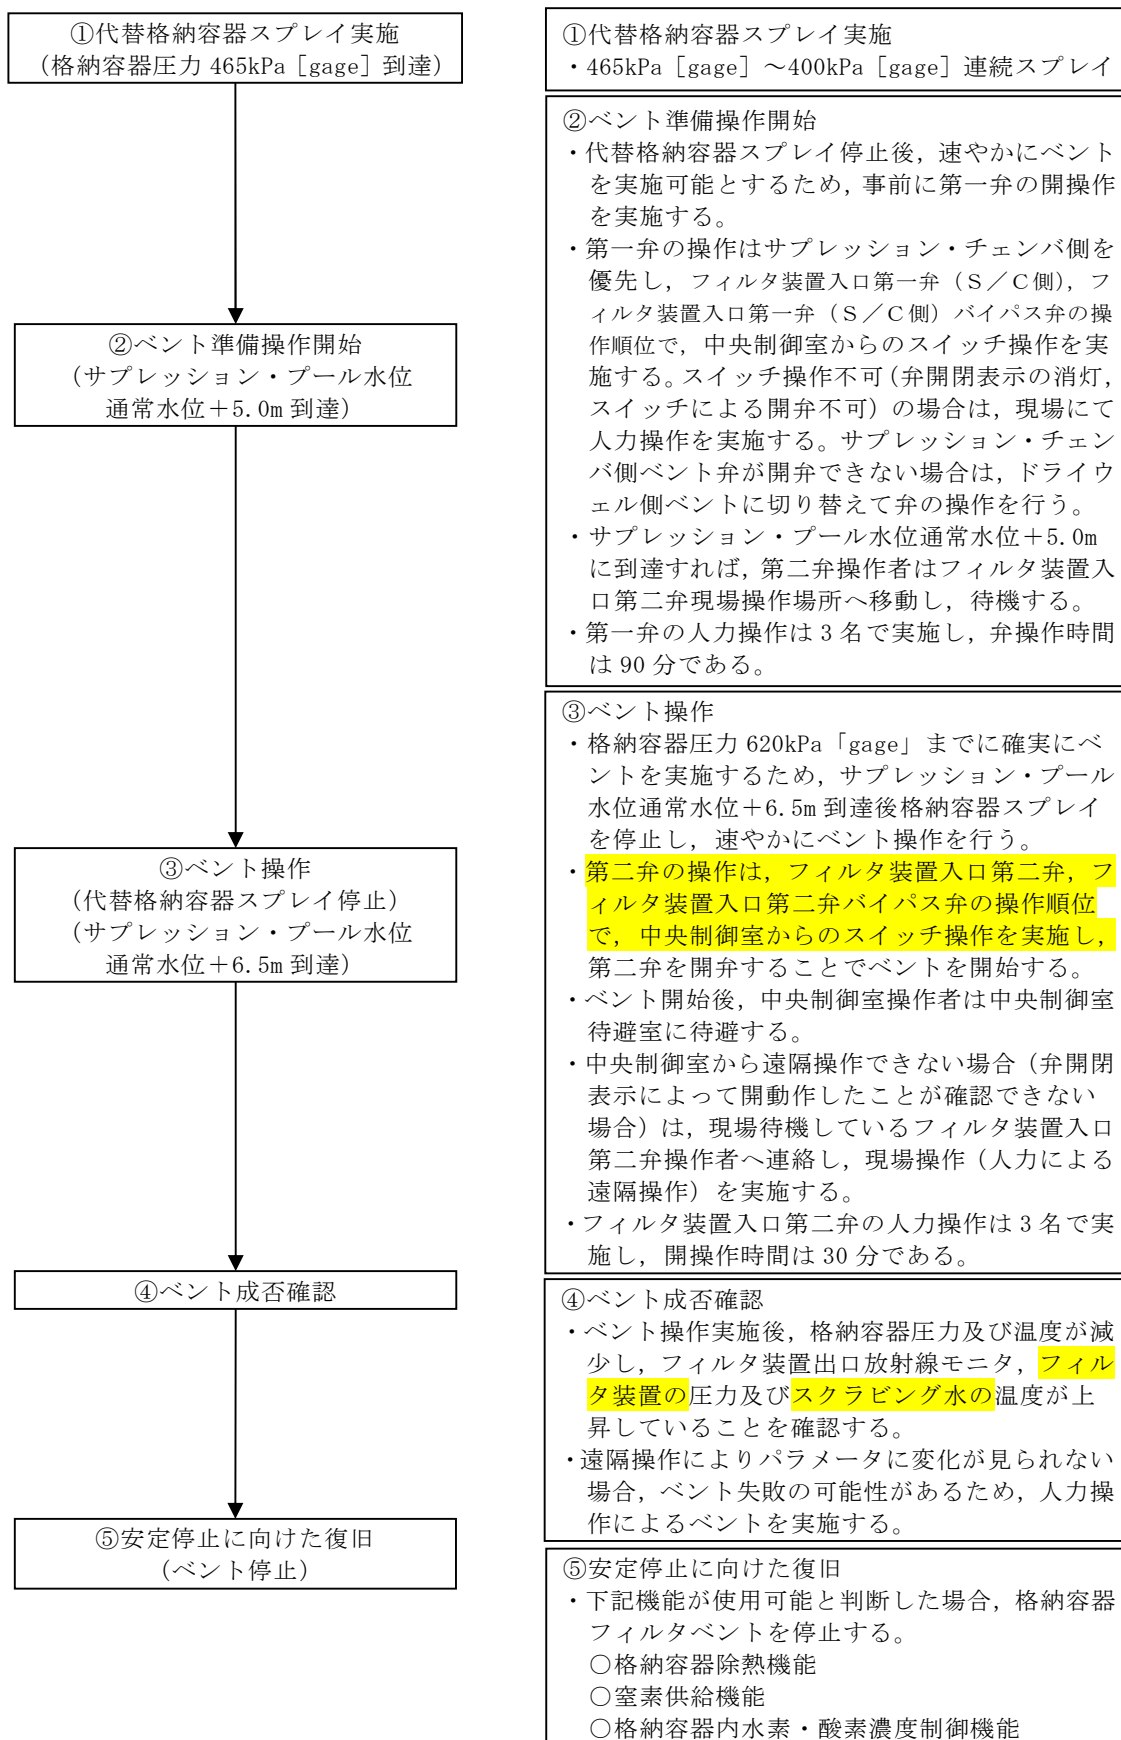 ①代替格納容器スプレイ実施
(格納容器圧力 465kPa［gage］到達)
②ベント準備操作開始
(サプレッション・プール水位
通常水位＋5.0m 到達)
③ベント操作
(代替格納容器スプレイ停止)
(サプレッション・プール水位
通常水位＋6.5m 到達)
④ベント成否確認
⑤安定停止に向けた復旧
(ベント停止)
①代替格納容器スプレイ実施
・465kPa［gage］～400kPa［gage］連続スプレイ
②ベント準備操作開始
・代替格納容器スプレイ停止後，速やかにベント
を実施可能とするため，事前に第一弁の開操作
を実施する。
・第一弁の操作はサプレッション・チェンバ側を
優先し，フィルタ装置入口第一弁（Ｓ／Ｃ側），フ
ィルタ装置入口第一弁（Ｓ／Ｃ側）バイパス弁の操
作順位で，中央制御室からのスイッチ操作を実
施する。スイッチ操作不可（弁開閉表示の消灯，
スイッチによる開弁不可）の場合は，現場にて
人力操作を実施する。サプレッション・チェン
バ側ベント弁が開弁できない場合は，ドライウ
ェル側ベントに切り替えて弁の操作を行う。
・サプレッション・プール水位通常水位＋5.0m
に到達すれば，第二弁操作者はフィルタ装置入
口第二弁現場操作場所へ移動し，待機する。
・第一弁の人力操作は 3 名で実施し，弁操作時間
は 90 分である。
③ベント操作
・格納容器圧力 620kPa「gage」までに確実にベ
ントを実施するため，サプレッション・プール
水位通常水位＋6.5m 到達後格納容器スプレイ
を停止し，速やかにベント操作を行う。
・第二弁の操作は，フィルタ装置入口第二弁，フ
ィルタ装置入口第二弁バイパス弁の操作順位
で，中央制御室からのスイッチ操作を実施し，
第二弁を開弁することでベントを開始する。
・ベント開始後，中央制御室操作者は中央制御室
待避室に待避する。
・中央制御室から遠隔操作できない場合（弁開閉
表示によって開動作したことが確認できない
場合）は，現場待機しているフィルタ装置入口
第二弁操作者へ連絡し，現場操作（人力による
遠隔操作）を実施する。
・フィルタ装置入口第二弁の人力操作は 3 名で実
施し，開操作時間は 30 分である。
④ベント成否確認
・ベント操作実施後，格納容器圧力及び温度が減
少し，フィルタ装置出口放射線モニタ，フィル
タ装置の圧力及びスクラビング水の温度が上
昇していることを確認する。
・遠隔操作によりパラメータに変化が見られない
場合，ベント失敗の可能性があるため，人力操
作によるベントを実施する。
⑤安定停止に向けた復旧
・下記機能が使用可能と判断した場合，格納容器
フィルタベントを停止する。
○格納容器除熱機能
○窒素供給機能
○格納容器内水素・酸素濃度制御機能